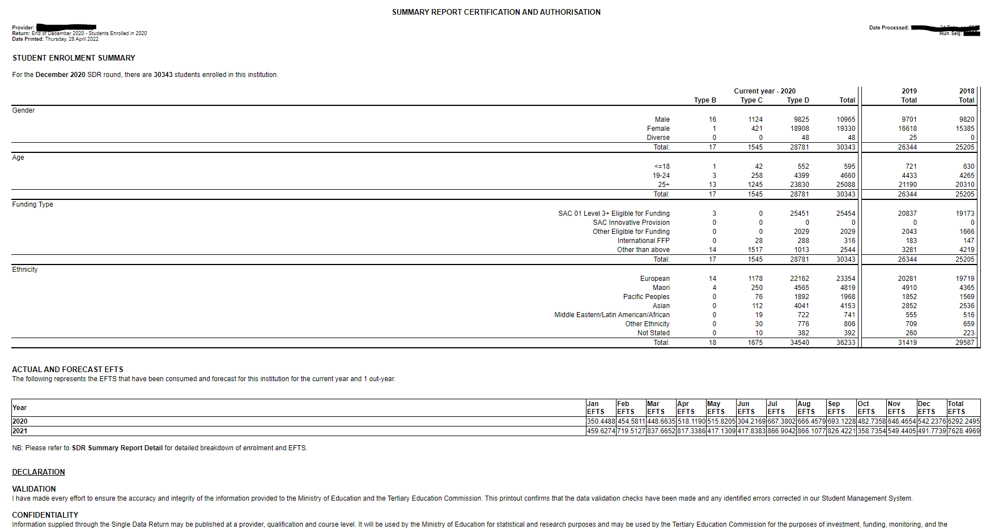 SUMMARY REPORT CERTIFICATION AND AUTHORISATION
Provider:
Return: End of December 2020 - Students Enrolled in 2020
Date Printed: Thursday, 28 April 2022
Date Processed:
Run Seq:
STUDENT ENROLMENT SUMMARY
For the December 2020 SDR round, there are 30343 students enrolled in this institution.
Current year - 2020 2019 2018
Type B Type C Type D Total Total Total
Gender
Male 16 1124 9825 10965 9701 9820
Female 1 421 18908 19330 16618 15385
Diverse 0 0 48 48 25 0
Total: 17 1545 28781 30343 26344 25205
Age
<=18 1 42 552 595 721 630
19-24 3 258 4399 4660 4433 4265
25+ 13 1245 23830 25088 21190 20310
Total: 17 1545 28781 30343 26344 25205
Funding Type
SAC 01 Level 3+ Eligible for Funding 3 0 25451 25454 20837 19173
SAC Innovative Provision 0 0 0 0 0 0
Other Eligible for Funding 0 0 2029 2029 2043 1666
International FFP 0 28 288 316 183 147
Other than above 14 1517 1013 2544 3281 4219
Total: 17 1545 28781 30343 26344 25205
Ethnicity
European 14 1178 22162 23354 20281 19719
Maori 4 250 4565 4819 4910 4365
Pacific Peoples 0 76 1892 1968 1852 1569
Asian 0 112 4041 4153 2852 2536
Middle Eastern/Latin American/African 0 19 722 741 555 516
Other Ethnicity 0 30 776 806 709 659
Not Stated 0 10 382 392 260 223
Total: 18 1675 34540 36233 31419 29587
ACTUAL AND FORECAST EFTS
The following represents the EFTS that have been consumed and forecast for this institution for the current year and 1 out-year.
Year Jan EFTS Feb EFTS Mar EFTS Apr EFTS May EFTS Jun EFTS Jul EFTS Aug EFTS Sep EFTS Oct EFTS Nov EFTS Dec EFTS Total EFTS
2020 350.4488 454.5811 448.6635 518.1190 515.8205 304.2169 667.3802 666.4579 693.1228 482.7358 648.4654 542.2376 6292.2495
2021 459.6274 719.5127 837.6652 817.3386 417.1309 417.8383 866.9042 866.1077 826.4221 358.7354 549.4405 491.7739 7628.4969
NB: Please refer to SDR Summary Report Detail for detailed breakdown of enrolment and EFTS.
DECLARATION
VALIDATION
I have made every effort to ensure the accuracy and integrity of the information provided to the Ministry of Education and the Tertiary Education Commission. This printout confirms that the data validation checks have been made and any identified errors corrected in our Student Management System.
CONFIDENTIALITY
Information supplied through the Single Data Return may be published at a provider, qualification and course level. It will be used by the Ministry of Education for statistical and research purposes and may be used by the Tertiary Education Commission for the purposes of investment, funding, monitoring, and the